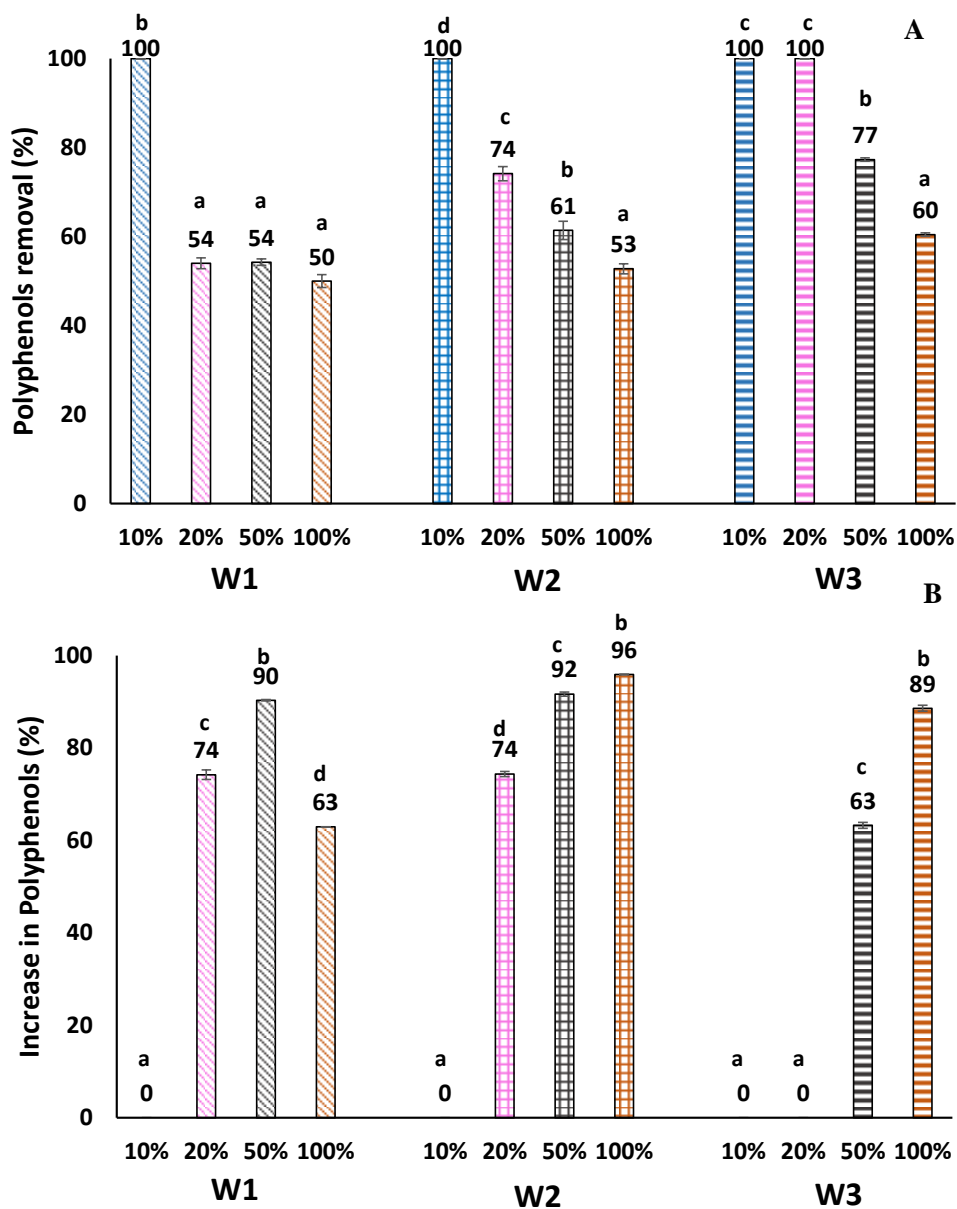 A
b
d
c
c
100
100
100
100
100
c
74
b
77
b
61
a
54
a
54
a
50
a
53
a
60
80
60
40
20
0
Polyphenols removal (%)
10% 20% 50% 100%
10% 20% 50% 100%
10% 20% 50% 100%
W1
W2
W3
B
100
b
90
c
92
b
96
b
89
c
74
d
74
d
63
c
63
80
60
40
20
0
a
0
a
0
a
0
a
0
Increase in Polyphenols (%)
10% 20% 50% 100%
10% 20% 50% 100%
10% 20% 50% 100%
W1
W2
W3